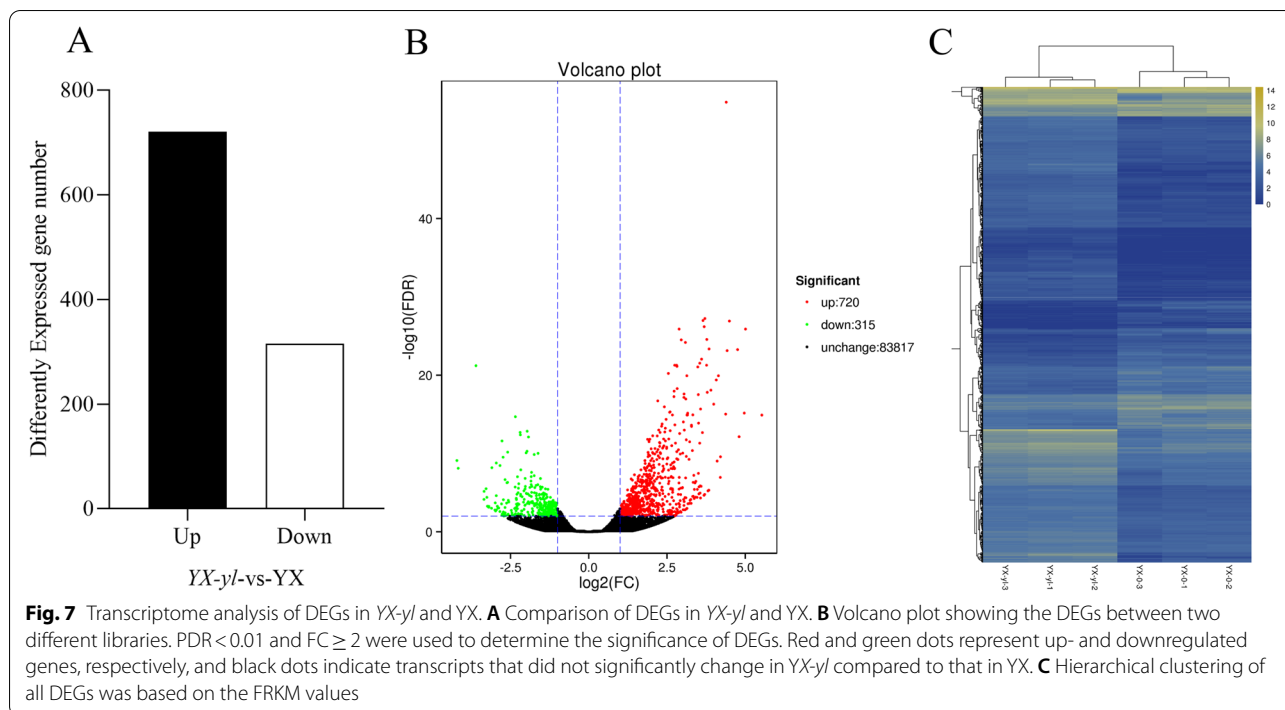 A
800
600
400
200
0
Differently Expressed gene number
Up
Down
YX-yl-vs-YX
B
Volcano plot
40
20
0
-log10(FDR)
-2.5
0.0
2.5
5.0
log2(FC)
Significant
up:720
down:315
unchange:83817
C
14
12
10
8
6
4
2
0
YX-yl-3
YX-yl-1
YX-yl-2
YX-0-3
YX-0-1
YX-0-2
Fig. 7 Transcriptome analysis of DEGs in YX-yl and YX. A Comparison of DEGs in YX-yl and YX. B Volcano plot showing the DEGs between two
different libraries. PDR < 0.01 and FC ≥ 2 were used to determine the significance of DEGs. Red and green dots represent up- and downregulated
genes, respectively, and black dots indicate transcripts that did not significantly change in YX-yl compared to that in YX. C Hierarchical clustering of
all DEGs was based on the FRKM values